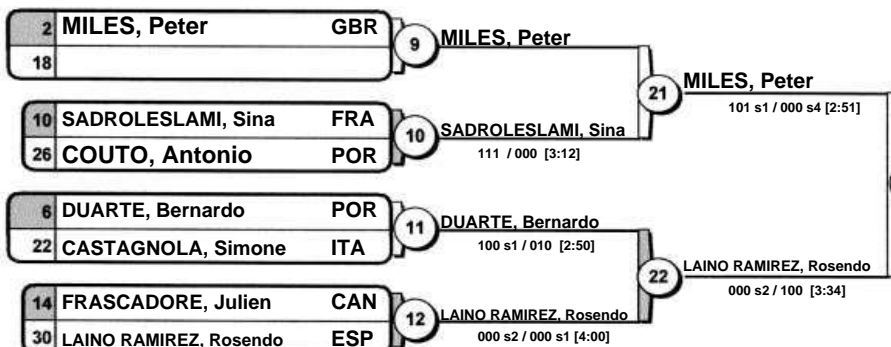 2 MILES, Peter GBR
18
9
MILES, Peter
10 SADROLESLAMI, Sina FRA
26 COUTO, Antonio POR
10
SADROLESLAMI, Sina
111 / 000 [3:12]
21
MILES, Peter
101 s1 / 000 s4 [2:51]
6 DUARTE, Bernardo POR
22 CASTAGNOLA, Simone ITA
11
DUARTE, Bernardo
100 s1 / 010 [2:50]
14 FRASCADORE, Julien CAN
30 LAINO RAMIREZ, Rosendo ESP
12
LAINO RAMIREZ, Rosendo
000 s2 / 000 s1 [4:00]
22
LAINO RAMIREZ, Rosendo
000 s2 / 100 [3:34]